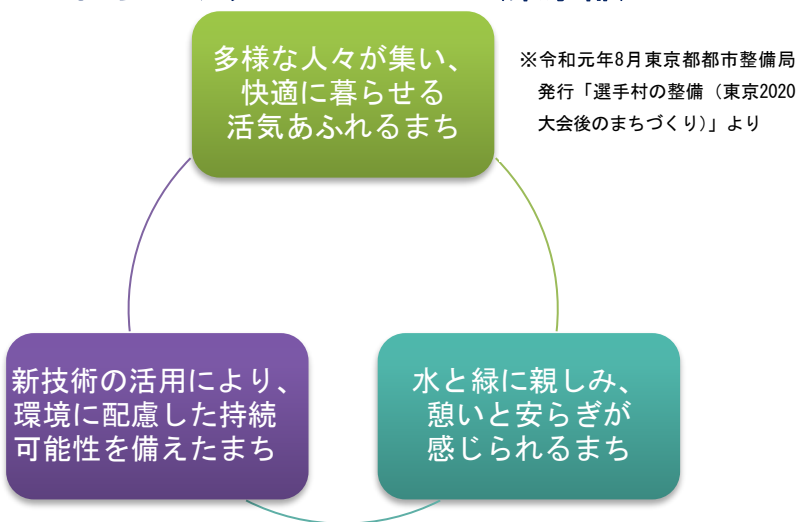 多様な人々が集い、
快適に暮らせる
活気あふれるまち
※令和元年8月東京都都市整備局
発行「選手村の整備（東京2020
大会後のまちづくり）」より
新技術の活用により、
環境に配慮した持続
可能性を備えたまち
水と緑に親しみ、
憩いと安らぎが
感じられるまち